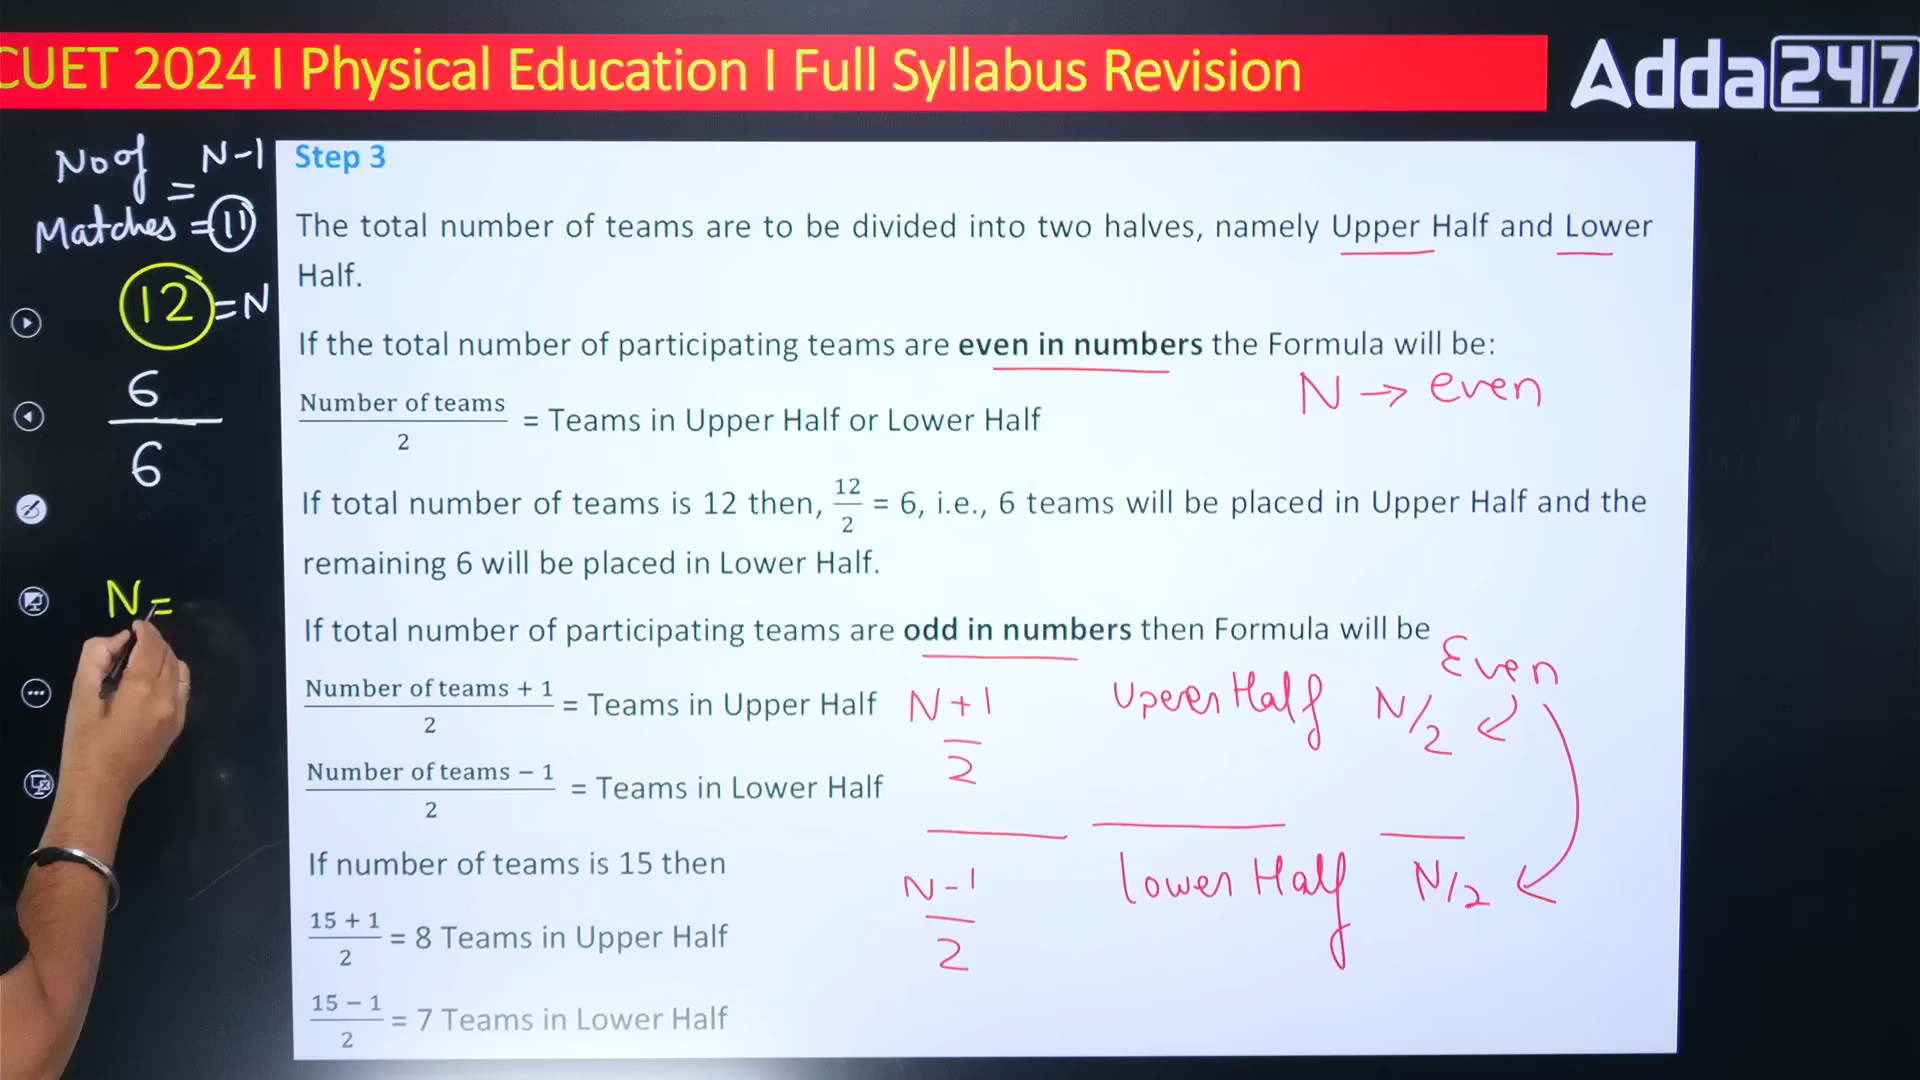 CUET 2024 I Physical Education I Full Syllabus Revision
Adda247
No of = N-1
Matches = 11
12 = N
6
6
N =
Step 3
The total number of teams are to be divided into two halves, namely Upper Half and Lower
Half.
If the total number of participating teams are even in numbers the Formula will be:
N → even
Number of teams / 2 = Teams in Upper Half or Lower Half
If total number of teams is 12 then, 12/2 = 6, i.e., 6 teams will be placed in Upper Half and the
remaining 6 will be placed in Lower Half.
If total number of participating teams are odd in numbers then Formula will be
Even
Number of teams + 1 / 2 = Teams in Upper Half
N+1 / 2 Upper Half N/2
Number of teams − 1 / 2 = Teams in Lower Half
If number of teams is 15 then
N-1 / 2 Lower Half N/2
15 + 1 / 2 = 8 Teams in Upper Half
15 − 1 / 2 = 7 Teams in Lower Half